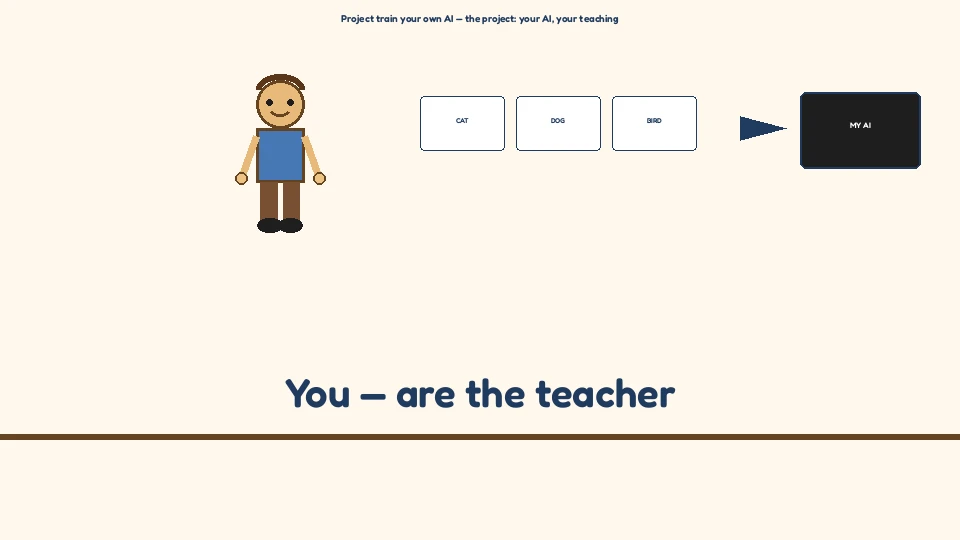 Project train your own AI — the project: your AI, your teaching
CAT
DOG
BIRD
MY AI
You — are the teacher